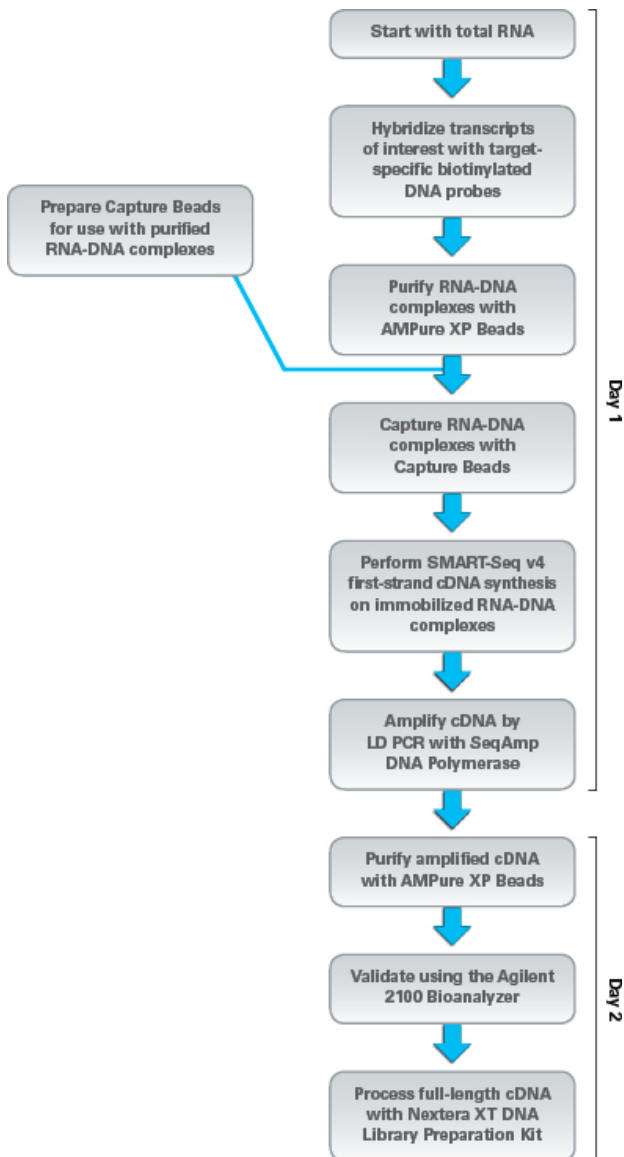 Start with total RNA
Hybridize transcripts
of interest with target-
specific biotinylated
DNA probes
Prepare Capture Beads
for use with purified
RNA-DNA complexes
Purify RNA-DNA
complexes with
AMPure XP Beads
Capture RNA-DNA
complexes with
Capture Beads
Perform SMART-Seq v4
first-strand cDNA synthesis
on immobilized RNA-DNA
complexes
Amplify cDNA by
LD PCR with SeqAmp
DNA Polymerase
Day 1
Purify amplified cDNA
with AMPure XP Beads
Validate using the Agilent
2100 Bioanalyzer
Process full-length cDNA
with Nextera XT DNA
Library Preparation Kit
Day 2